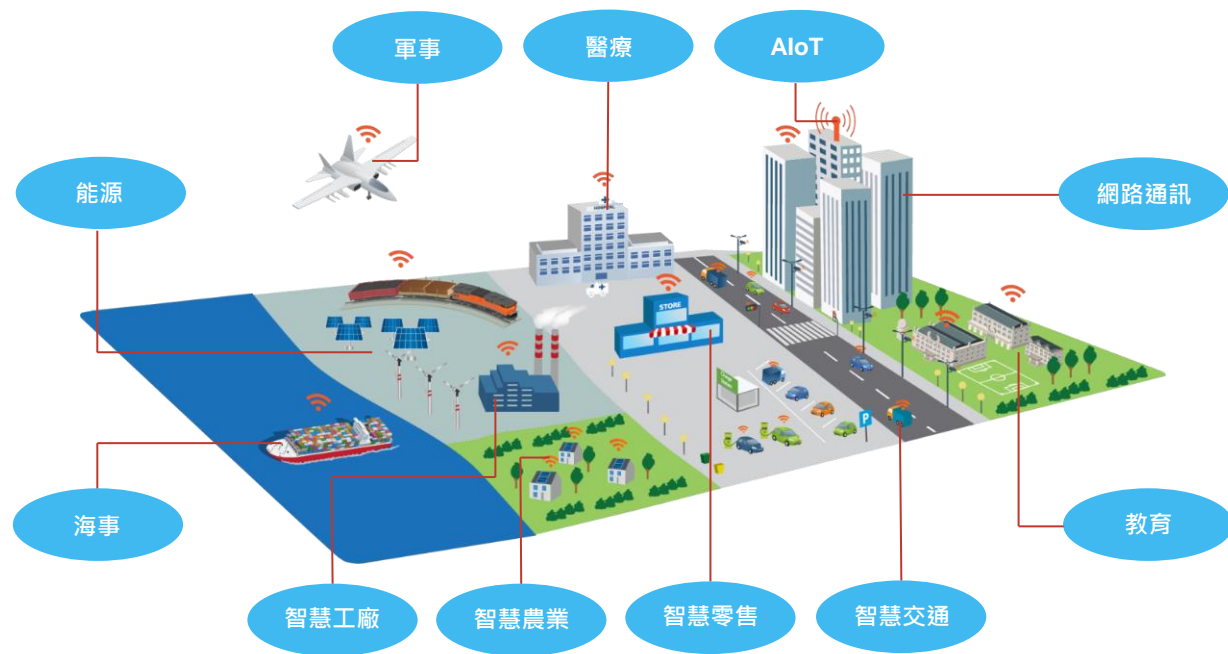 軍事
醫療
AIoT
能源
網路通訊
HOSPITAL
STORE
P
海事
教育
智慧工廠
智慧農業
智慧零售
智慧交通